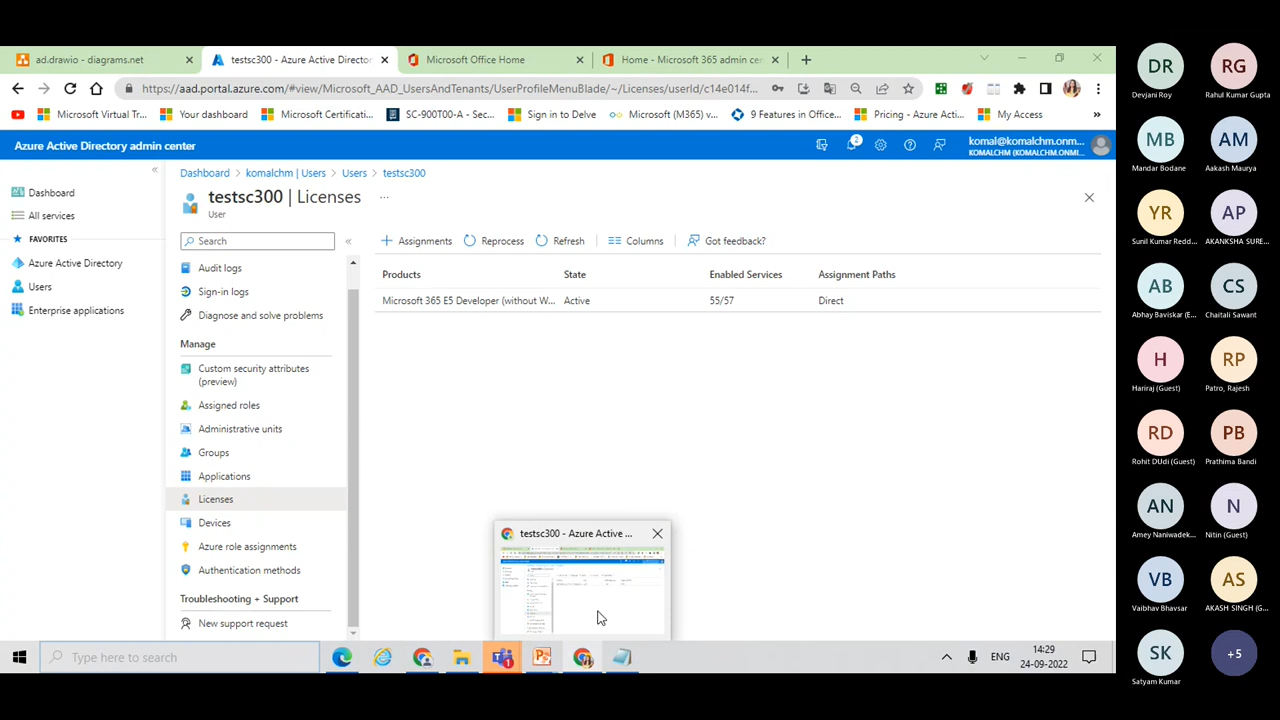 ad.drawio - diagrams.net
testsc300 - Azure Active Director
Microsoft Office Home
Home - Microsoft 365 admin cen
https://aad.portal.azure.com/#view/Microsoft_AAD_UsersAndTenants/UserProfileMenuBlade/~/Licenses/userId/c14e014f...
Microsoft Virtual Tr...
Your dashboard
Microsoft Certificati...
SC-900T00-A - Sec...
Sign in to Delve
Microsoft (M365) v...
9 Features in Office...
Pricing - Azure Acti...
My Access
»
Azure Active Directory admin center
2
komal@komalchm.onm...
KOMALCHM (KOMALCHM.ONMI...
Dashboard
All services
FAVORITES
Azure Active Directory
Users
Enterprise applications
Dashboard > komalchm | Users > Users > testsc300
testsc300 | Licenses ...
User
Search
Audit logs
Sign-in logs
Diagnose and solve problems
Manage
Custom security attributes
(preview)
Assigned roles
Administrative units
Groups
Applications
Licenses
Devices
Azure role assignments
Authentication methods
Troubleshooting + Support
New support request
Assignments Reprocess Refresh Columns Got feedback?
Products State Enabled Services Assignment Paths
Microsoft 365 E5 Developer (without W... Active 55/57 Direct
testsc300 - Azure Active ...
Type here to search
1
ENG
14:29
24-09-2022
DR
Devjani Roy
RG
Rahul Kumar Gupta
MB
Mandar Bodane
AM
Aakash Maurya
YR
Sunil Kumar Redd...
AP
AKANKSHA SURE...
AB
Abhay Baviskar (E...
CS
Chaitali Sawant
H
Hariraj (Guest)
RP
Patro, Rajesh
RD
Rohit DUdi (Guest)
PB
Prathima Bandi
AN
Amey Naniwadek...
N
Nitin (Guest)
VB
Vaibhav Bhavsar
AS
AKASH SINGH (G...
SK
Satyam Kumar
+5